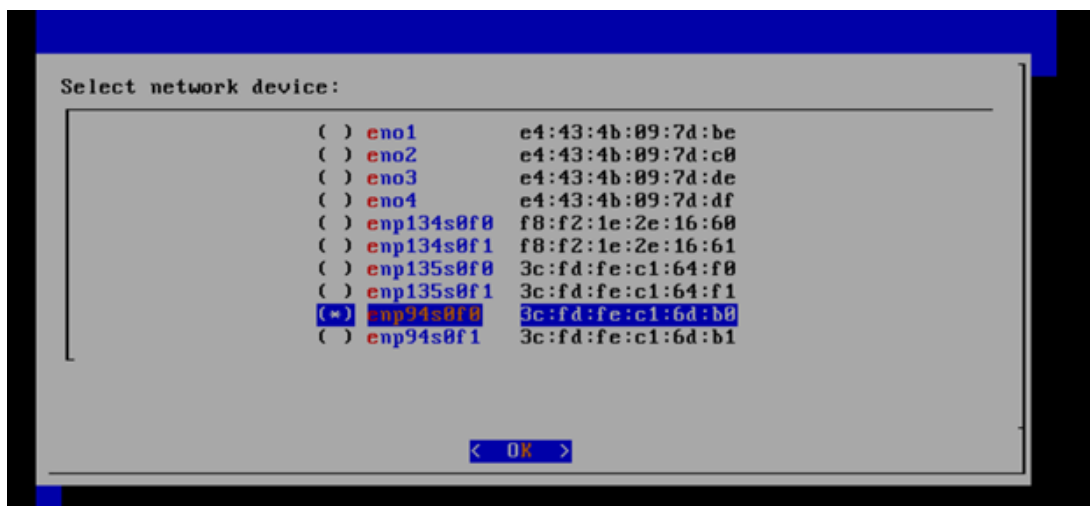 Select network device:
( ) eno1 e4:43:4b:09:7d:be
( ) eno2 e4:43:4b:09:7d:c0
( ) eno3 e4:43:4b:09:7d:de
( ) eno4 e4:43:4b:09:7d:df
( ) enp134s0f0 f8:f2:1e:2e:16:60
( ) enp134s0f1 f8:f2:1e:2e:16:61
( ) enp135s0f0 3c:fd:fe:c1:64:f0
( ) enp135s0f1 3c:fd:fe:c1:64:f1
(*) enp94s0f0 3c:fd:fe:c1:6d:b0
( ) enp94s0f1 3c:fd:fe:c1:6d:b1
< OK >